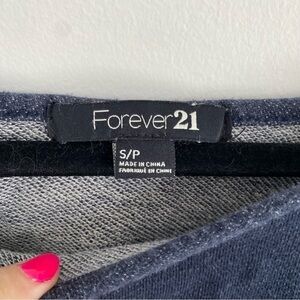 Forever21
S/P
MADE IN CHINA
FABRIQUÉ EN CHINE